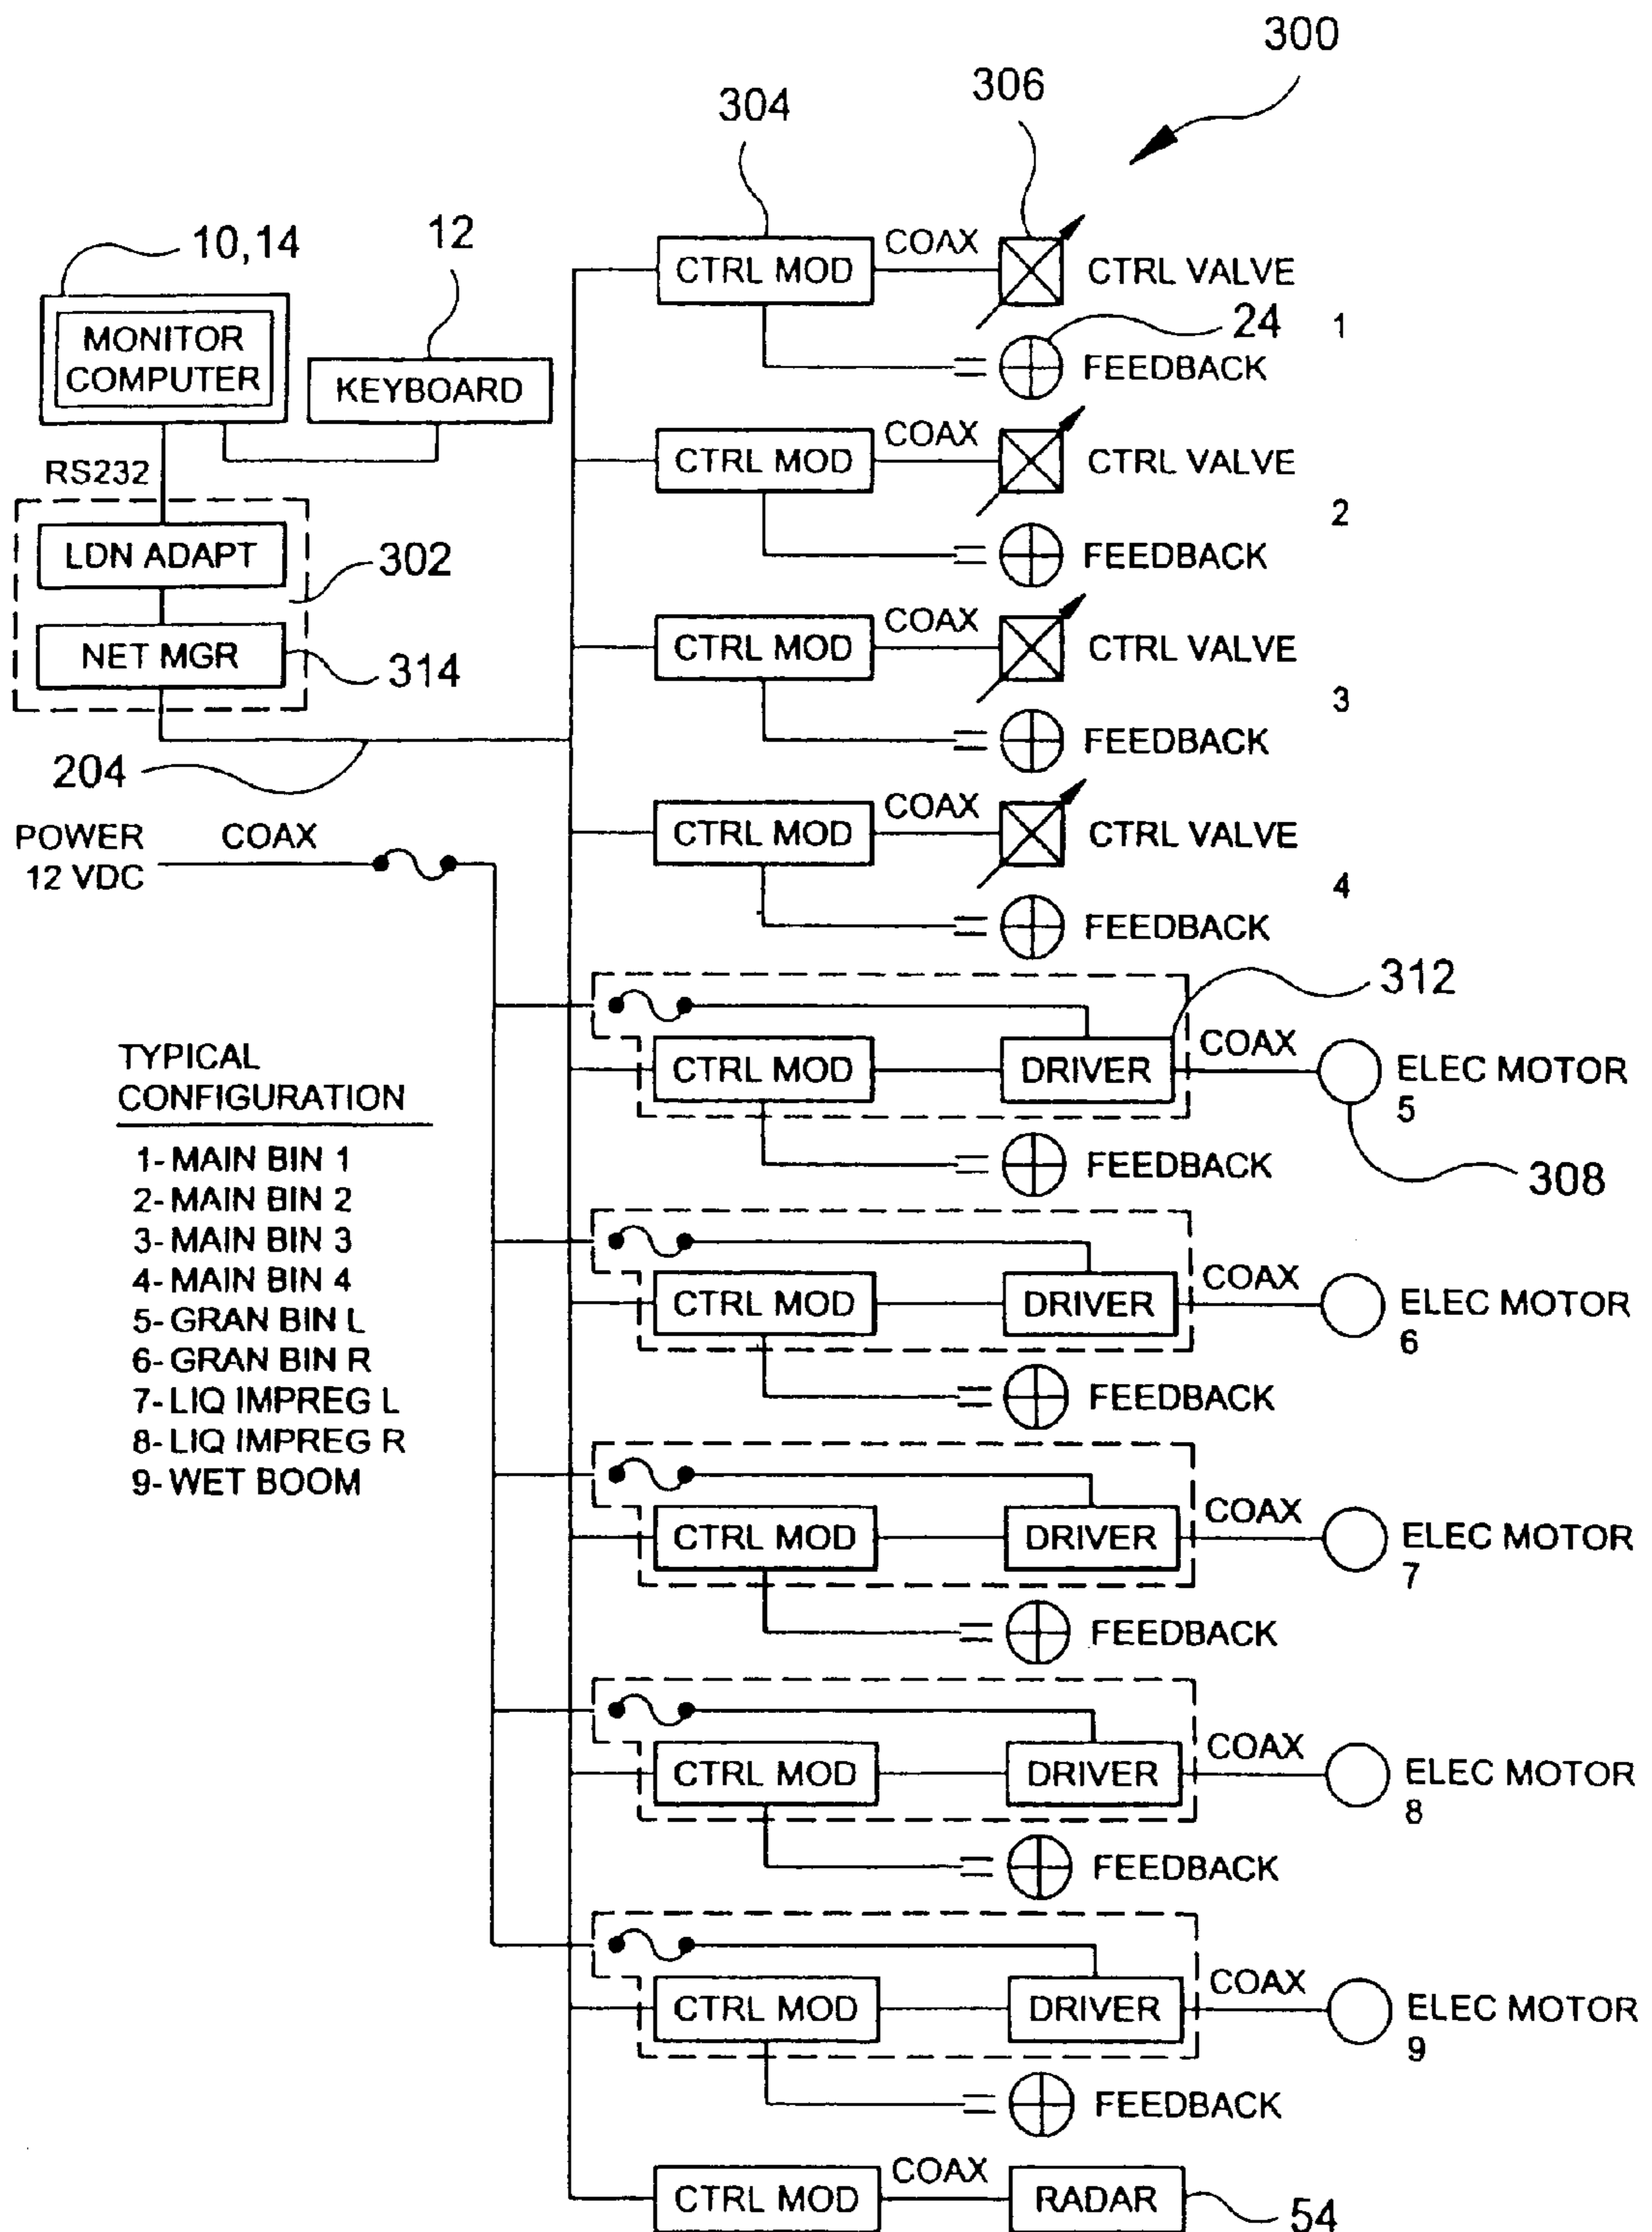 300
304
306
10,14
12
MONITOR
COMPUTER
KEYBOARD
RS232
LDN ADAPT
302
NET MGR
314
204
POWER
12 VDC
COAX
CTRL MOD
COAX
CTRL VALVE
24
1
FEEDBACK
CTRL MOD
COAX
CTRL VALVE
2
FEEDBACK
CTRL MOD
COAX
CTRL VALVE
3
FEEDBACK
CTRL MOD
COAX
CTRL VALVE
4
FEEDBACK
312
CTRL MOD
DRIVER
COAX
ELEC MOTOR
5
FEEDBACK
308
TYPICAL
CONFIGURATION
1- MAIN BIN 1
2- MAIN BIN 2
3- MAIN BIN 3
4- MAIN BIN 4
5- GRAN BIN L
6- GRAN BIN R
7- LIQ IMPREG L
8- LIQ IMPREG R
9- WET BOOM
CTRL MOD
DRIVER
COAX
ELEC MOTOR
6
FEEDBACK
CTRL MOD
DRIVER
COAX
ELEC MOTOR
7
FEEDBACK
CTRL MOD
DRIVER
COAX
ELEC MOTOR
8
FEEDBACK
CTRL MOD
DRIVER
COAX
ELEC MOTOR
9
FEEDBACK
CTRL MOD
COAX
RADAR
54